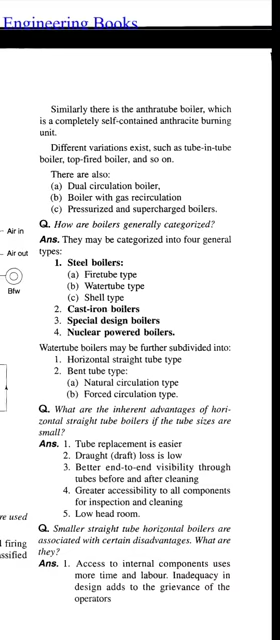 Engineering Books
Similarly there is the anthratube boiler, which
is a completely self-contained anthracite burning
unit.
Different variations exist, such as tube-in-tube
boiler, top-fired boiler, and so on.
There are also:
(a) Dual circulation boiler,
(b) Boiler with gas recirculation
(c) Pressurized and supercharged boilers.
Q. How are boilers generally categorized?
Ans. They may be categorized into four general
types:
1. Steel boilers:
(a) Firetube type
(b) Watertube type
(c) Shell type
2. Cast-iron boilers
3. Special design boilers
4. Nuclear powered boilers.
Watertube boilers may be further subdivided into:
1. Horizontal straight tube type
2. Bent tube type:
(a) Natural circulation type
(b) Forced circulation type.
Q. What are the inherent advantages of hori-
zontal straight tube boilers if the tube sizes are
small?
Ans. 1. Tube replacement is easier
2. Draught (draft) loss is low
3. Better end-to-end visibility through
tubes before and after cleaning
4. Greater accessibility to all components
for inspection and cleaning
5. Low head room.
Q. Smaller straight tube horizontal boilers are
associated with certain disadvantages. What are
they?
Ans. 1. Access to internal components uses
more time and labour. Inadequacy in
design adds to the grievance of the
operators
Air in
Air out
Bfw
re used
l firing
assified